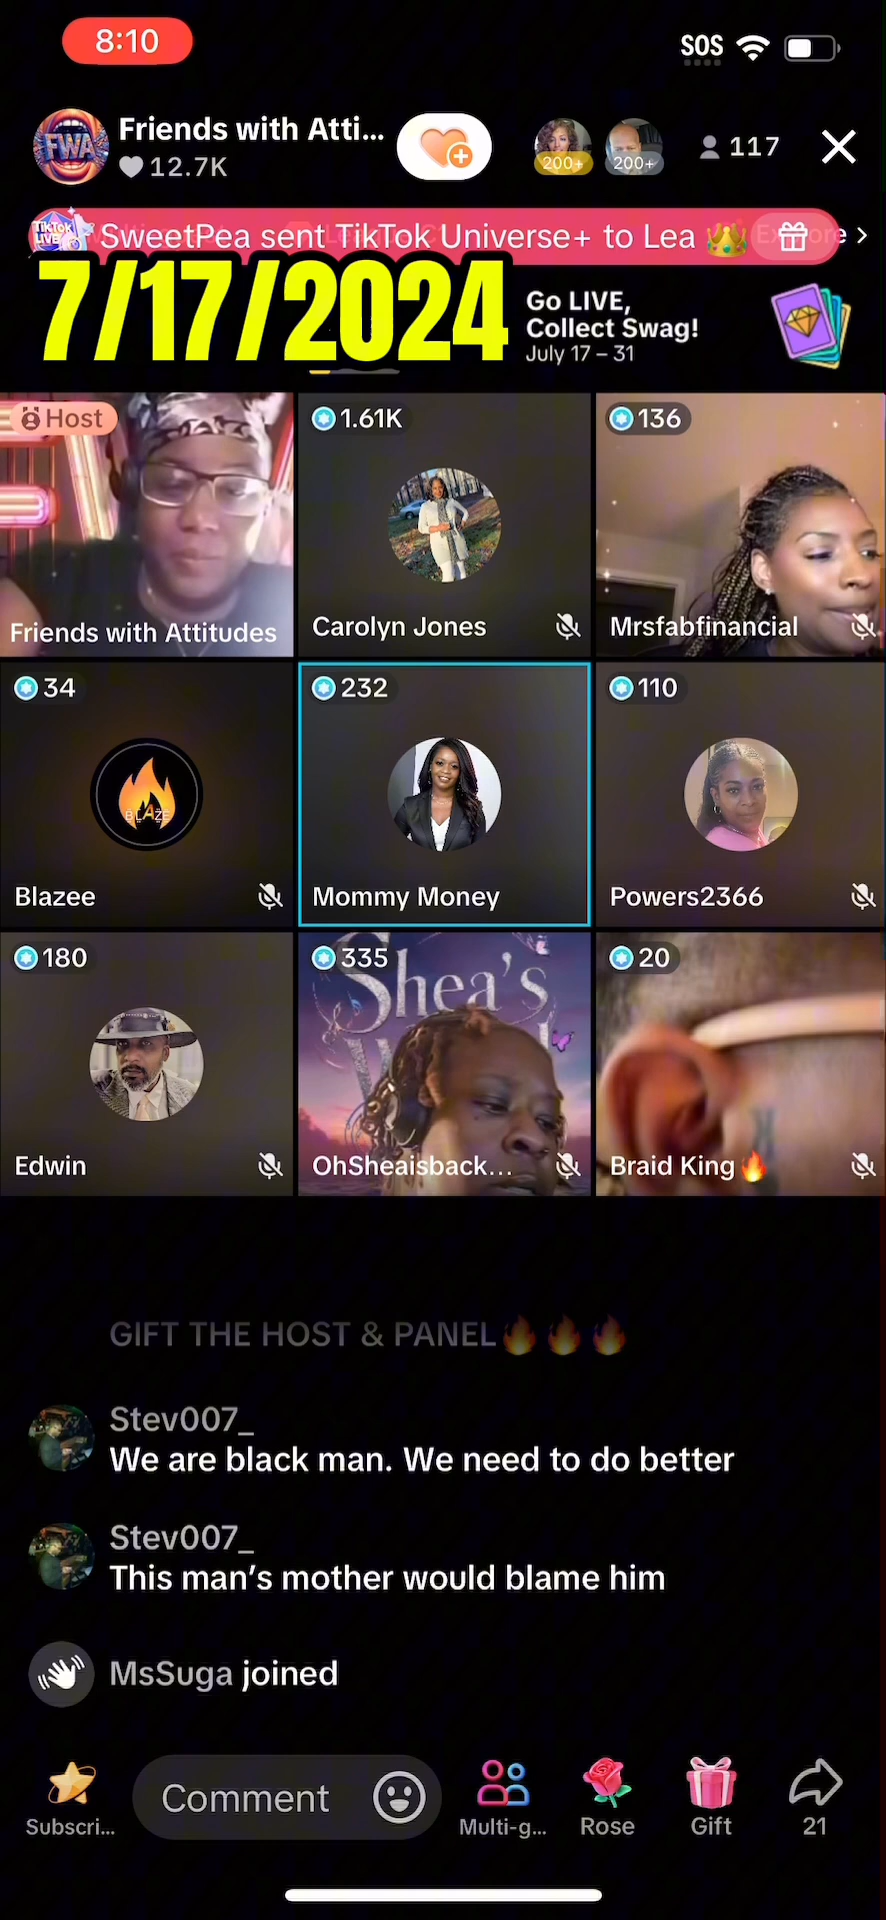 8:10
SOS
Friends with Atti...
12.7K
200+
200+
117
SweetPea sent TikTok Universe+ to Lea
7/17/2024
Go LIVE,
Collect Swag!
July 17 – 31
Host
Friends with Attitudes
1.61K
Carolyn Jones
136
Mrsfabfinancial
34
BLAZE
Blazee
232
Mommy Money
110
Powers2366
180
Edwin
335
Shea's
OhSheaisback...
20
Braid King🔥
GIFT THE HOST & PANEL🔥🔥🔥
Stev007_
We are black man. We need to do better
Stev007_
This man's mother would blame him
MsSuga joined
Subscri...
Comment
Multi-g...
Rose
Gift
21